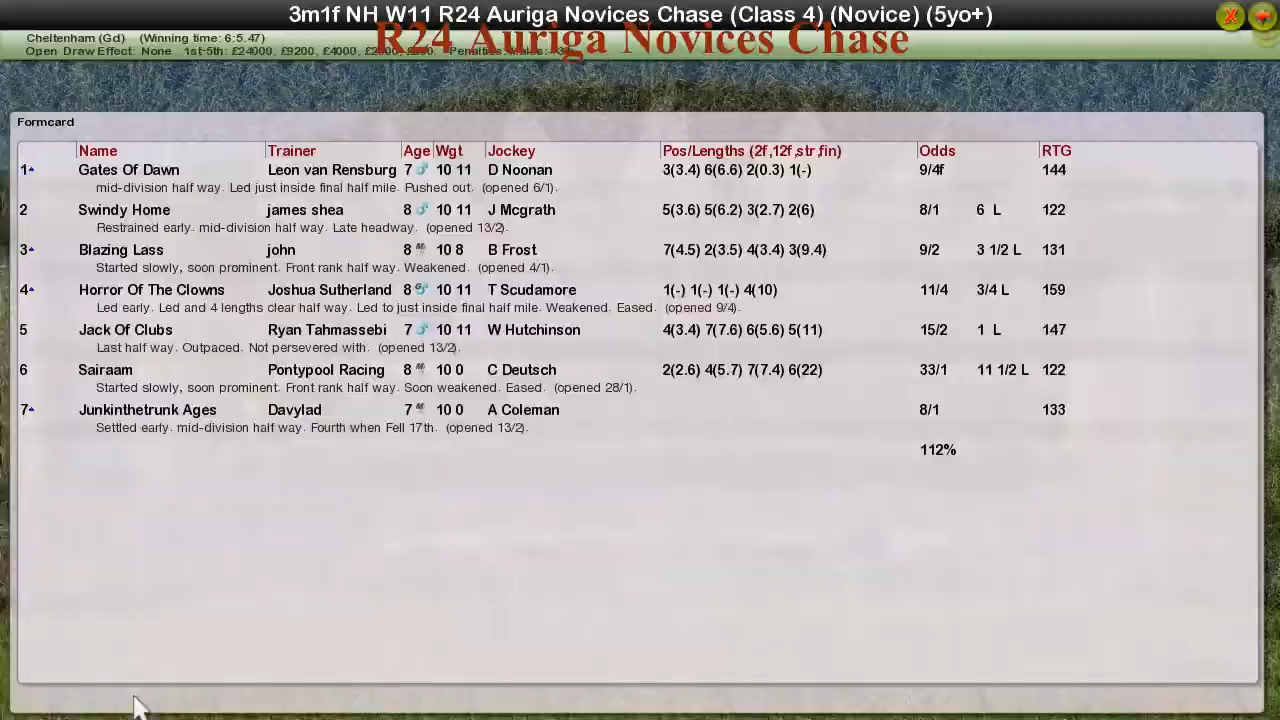 3m1f NH W11 R24 Auriga Novices Chase (Class 4) (Novice) (5yo+)
R24 Auriga Novices Chase
Cheltenham (Gd) (Winning time: 6:5.47)
Open Draw Effect: None 1st-5th: £24000, £9200, £4000, Penalties:
Formcard
Name Trainer Age Wgt Jockey Pos/Lengths (2f,12f,str,fin) Odds RTG
1 Gates Of Dawn Leon van Rensburg 7 10 11 D Noonan 3(3.4) 6(6.6) 2(0.3) 1(-) 9/4f 144
mid-division half way. Led just inside final half mile. Pushed out. (opened 6/1).
2 Swindy Home james shea 8 10 11 J Mcgrath 5(3.6) 5(6.2) 3(2.7) 2(6) 8/1 6 L 122
Restrained early. mid-division half way. Late headway. (opened 13/2).
3 Blazing Lass john 8 10 8 B Frost 7(4.5) 2(3.5) 4(3.4) 3(9.4) 9/2 3 1/2 L 131
Started slowly, soon prominent. Front rank half way. Weakened. (opened 4/1).
4 Horror Of The Clowns Joshua Sutherland 8 10 11 T Scudamore 1(-) 1(-) 1(-) 4(10) 11/4 3/4 L 159
Led early. Led and 4 lengths clear half way. Led to just inside final half mile. Weakened. Eased. (opened 9/4).
5 Jack Of Clubs Ryan Tahmassebi 7 10 11 W Hutchinson 4(3.4) 7(7.6) 6(5.6) 5(11) 15/2 1 L 147
Last half way. Outpaced. Not persevered with. (opened 13/2).
6 Sairaam Pontypool Racing 8 10 0 C Deutsch 2(2.6) 4(5.7) 7(7.4) 6(22) 33/1 11 1/2 L 122
Started slowly, soon prominent. Front rank half way. Soon weakened. Eased. (opened 28/1).
7 Junkinthetrunk Ages Davylad 7 10 0 A Coleman 8/1 133
Settled early. mid-division half way. Fourth when Fell 17th. (opened 13/2).
112%